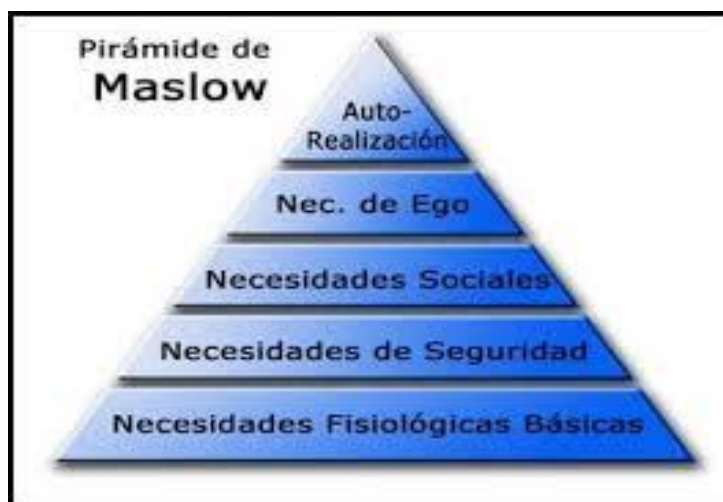 Pirámide de
Maslow
Auto-
Realización
Nec. de Ego
Necesidades Sociales
Necesidades de Seguridad
Necesidades Fisiológicas Básicas